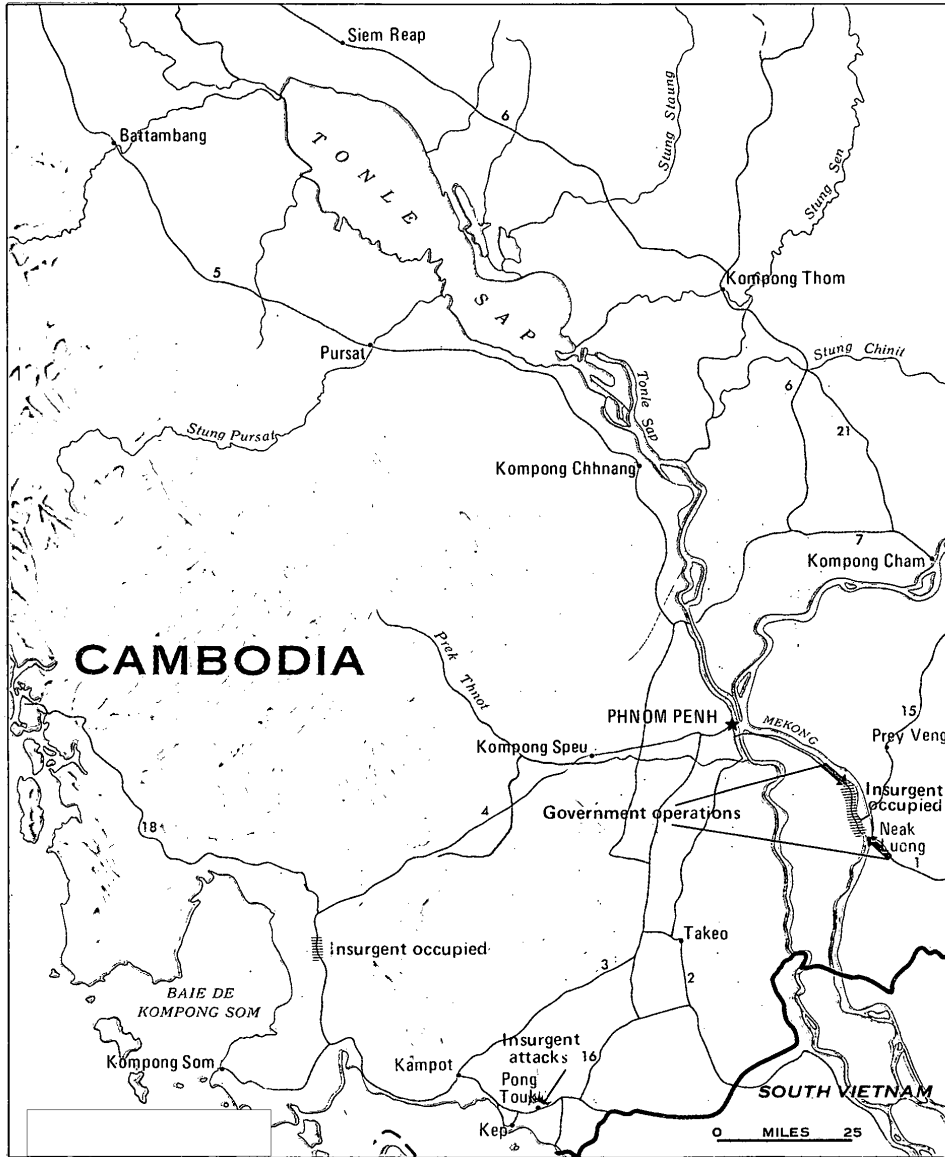 Siem Reap
Stung Staung
6
Battambang
Stung Sen
TONLE SAP
5
Kompong Thom
Pursat
Stung Chinit
Tonle Sap
6
21
Stung Pursat
Kompong Chhnang
7
Kompong Cham
CAMBODIA
Prek Thnot
PHNOM PENH
MEKONG
15
Prey Veng
Kompong Speu
Insurgent
occupied
4
Government operations
18
Neak
Luong
1
Takeo
Insurgent occupied
3
2
BAIE DE
KOMPONG SOM
Insurgent
attacks
16
Kompong Som
Kampot
Pong
Kep
SOUTH VIETNAM
0 MILES 25